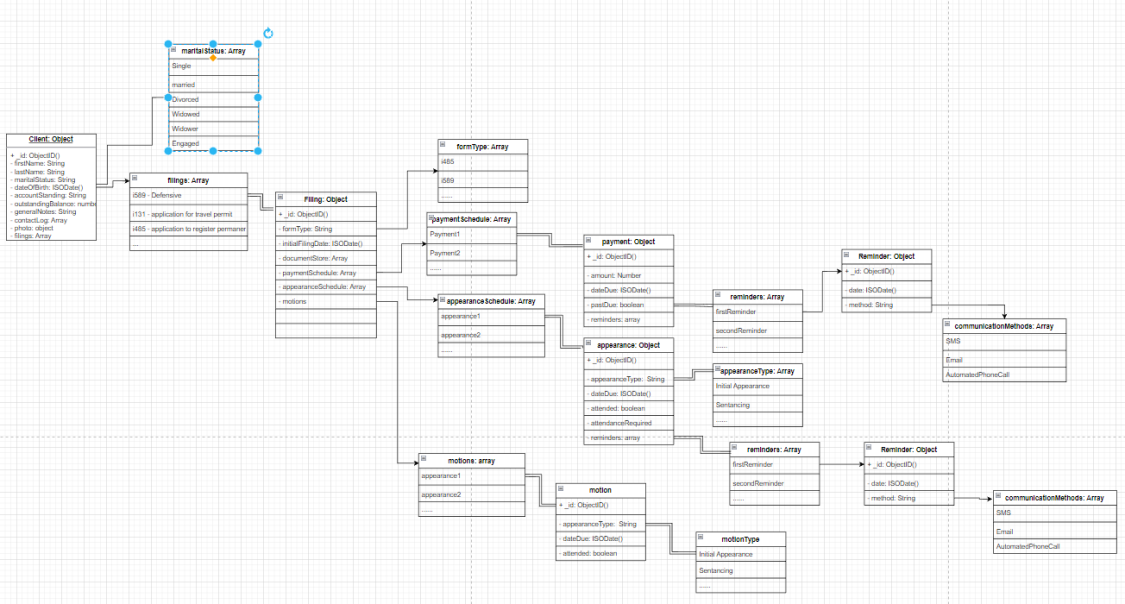 maritalStatus: Array
Single
married
Divorced
Widowed
Widower
Engaged
Client: Object
+ _id: ObjectID()
- firstName: String
- lastName: String
- maritalStatus: String
- dateOfBirth: ISODate()
- accountStanding: String
- outstandingBalance: numbe
- generalNotes: String
- contactLog: Array
- photo: object
- filings: Array
filings: Array
i589 - Defensive
i131 - application for travel permit
i485 - application to register permaner
...
Filing: Object
+ _id: ObjectID()
- formType: String
- initialFilingDate: ISODate()
- documentStore: Array
- paymentSchedule: Array
- appearanceSchedule: Array
- motions
formType: Array
i485
i589
......
paymentSchedule: Array
Payment1
Payment2
......
appearanceSchedule: Array
appearance1
appearance2
......
payment: Object
+ _id: ObjectID()
- amount: Number
- dateDue: ISODate()
- pastDue: boolean
- reminders: array
appearance: Object
+ _id: ObjectID()
- appearanceType: String
- dateDue: ISODate()
- attended: boolean
- attendanceRequired
- reminders: array
reminders: Array
firstReminder
secondReminder
......
appearanceType: Array
Initial Appearance
Sentancing
......
Reminder: Object
+ _id: ObjectID()
- date: ISODate()
- method: String
communicationMethods: Array
SMS
Email
AutomatedPhoneCall
motions: array
appearance1
appearance2
......
motion
+ _id: ObjectID()
- appearanceType: String
- dateDue: ISODate()
- attended: boolean
motionType
Initial Appearance
Sentancing
......
reminders: Array
firstReminder
secondReminder
......
Reminder: Object
+ _id: ObjectID()
- date: ISODate()
- method: String
communicationMethods: Array
SMS
Email
AutomatedPhoneCall